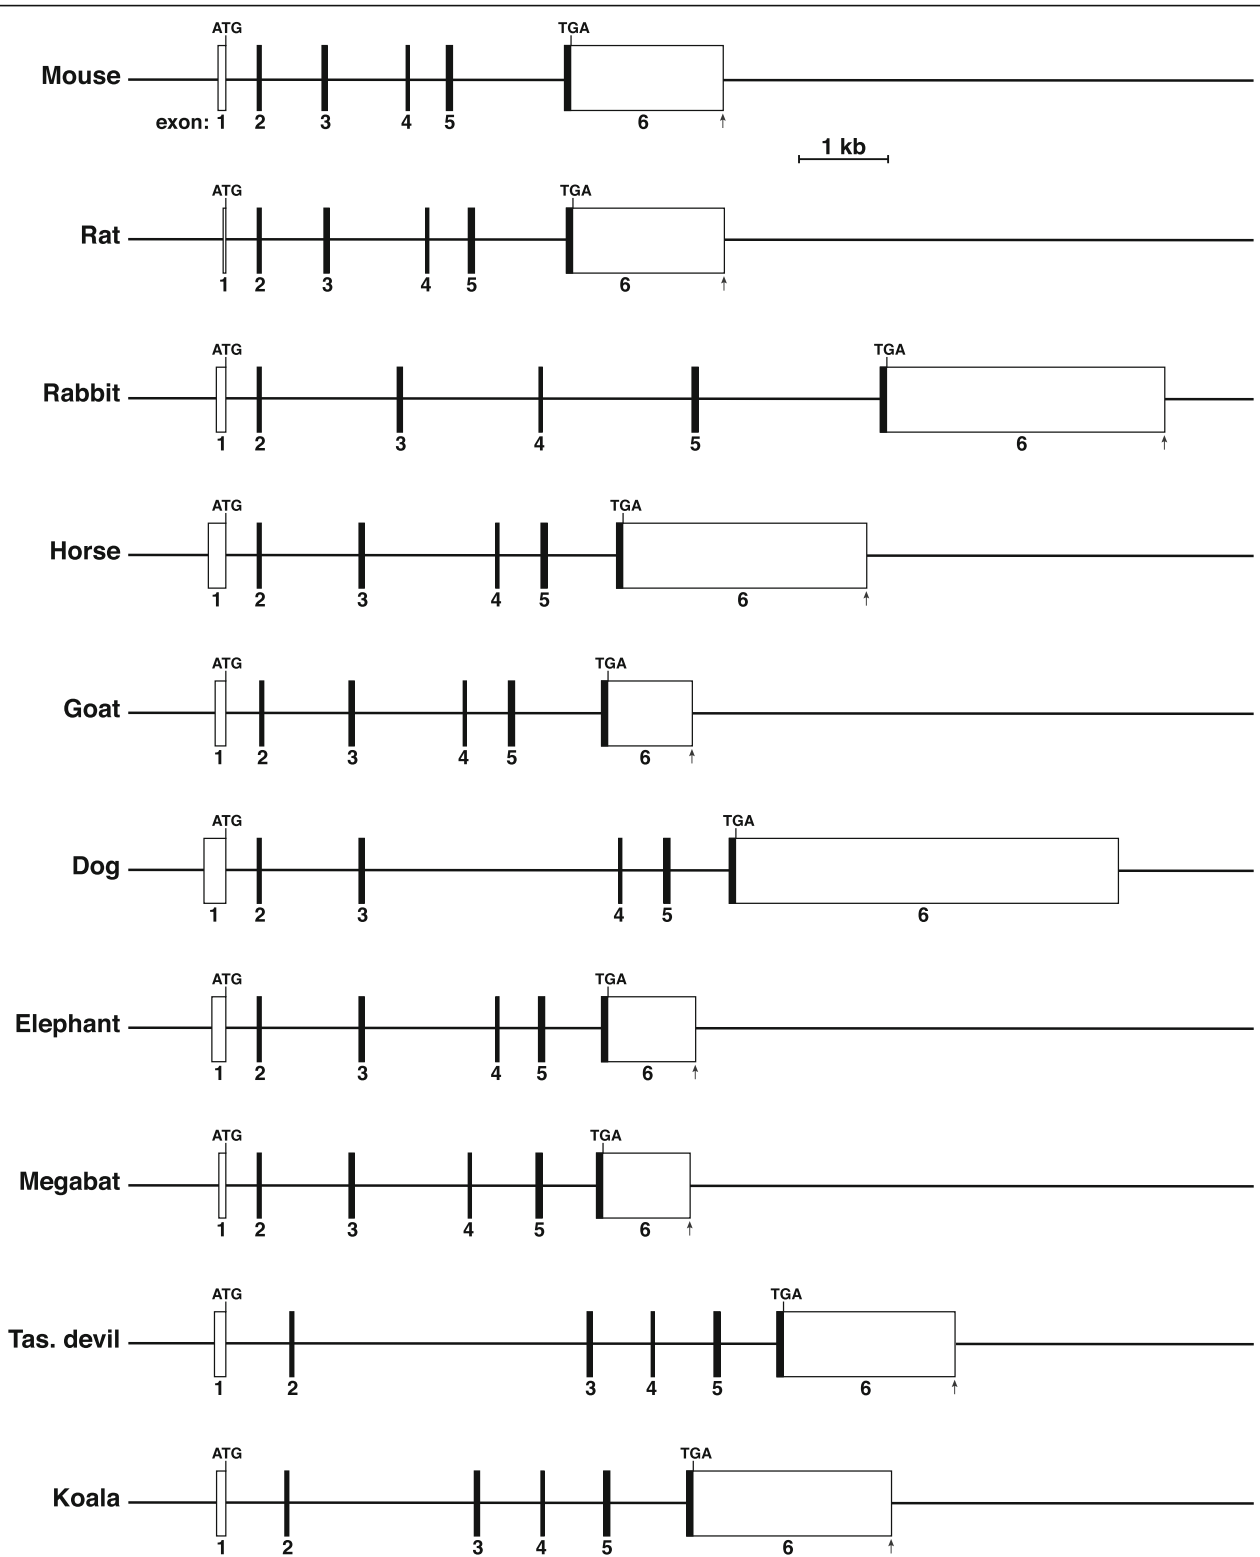 ATG TGA
Mouse
exon: 1 2 3 4 5 6
1 kb
ATG TGA
Rat
1 2 3 4 5 6
ATG TGA
Rabbit
1 2 3 4 5 6
ATG TGA
Horse
1 2 3 4 5 6
ATG TGA
Goat
1 2 3 4 5 6
ATG TGA
Dog
1 2 3 4 5 6
ATG TGA
Elephant
1 2 3 4 5 6
ATG TGA
Megabat
1 2 3 4 5 6
ATG TGA
Tas. devil
1 2 3 4 5 6
ATG TGA
Koala
1 2 3 4 5 6